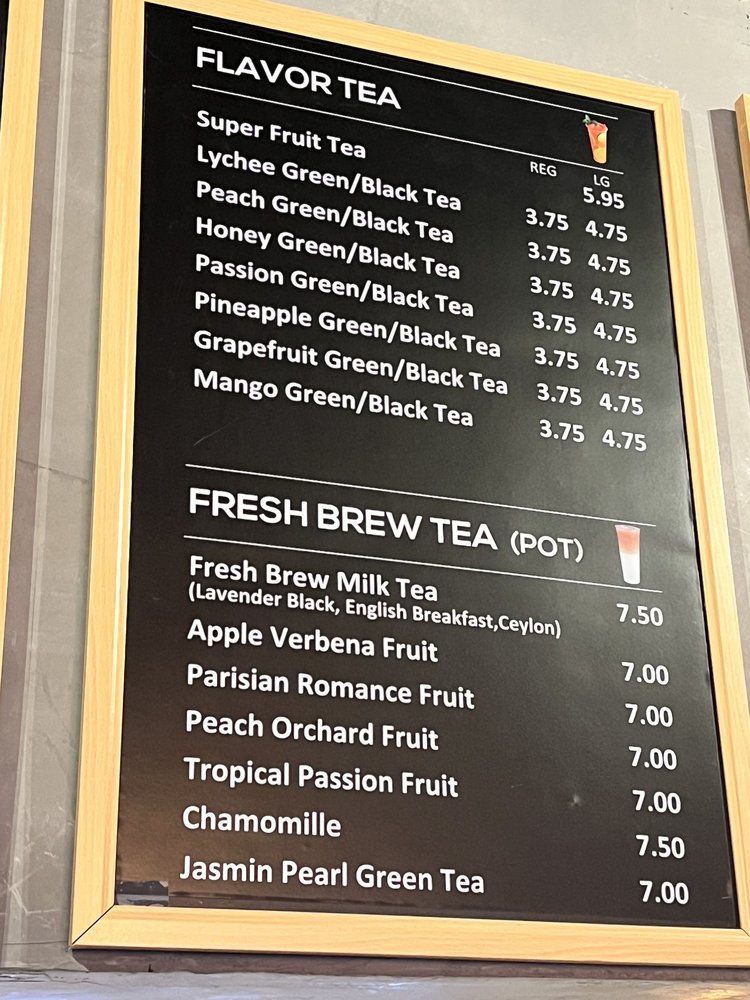 FLAVOR TEA
REG LG
Super Fruit Tea 5.95
Lychee Green/Black Tea 3.75 4.75
Peach Green/Black Tea 3.75 4.75
Honey Green/Black Tea 3.75 4.75
Passion Green/Black Tea 3.75 4.75
Pineapple Green/Black Tea 3.75 4.75
Grapefruit Green/Black Tea 3.75 4.75
Mango Green/Black Tea 3.75 4.75
FRESH BREW TEA (POT)
Fresh Brew Milk Tea 7.50
(Lavender Black, English Breakfast,Ceylon)
Apple Verbena Fruit 7.00
Parisian Romance Fruit 7.00
Peach Orchard Fruit 7.00
Tropical Passion Fruit 7.00
Chamomille 7.50
Jasmin Pearl Green Tea 7.00